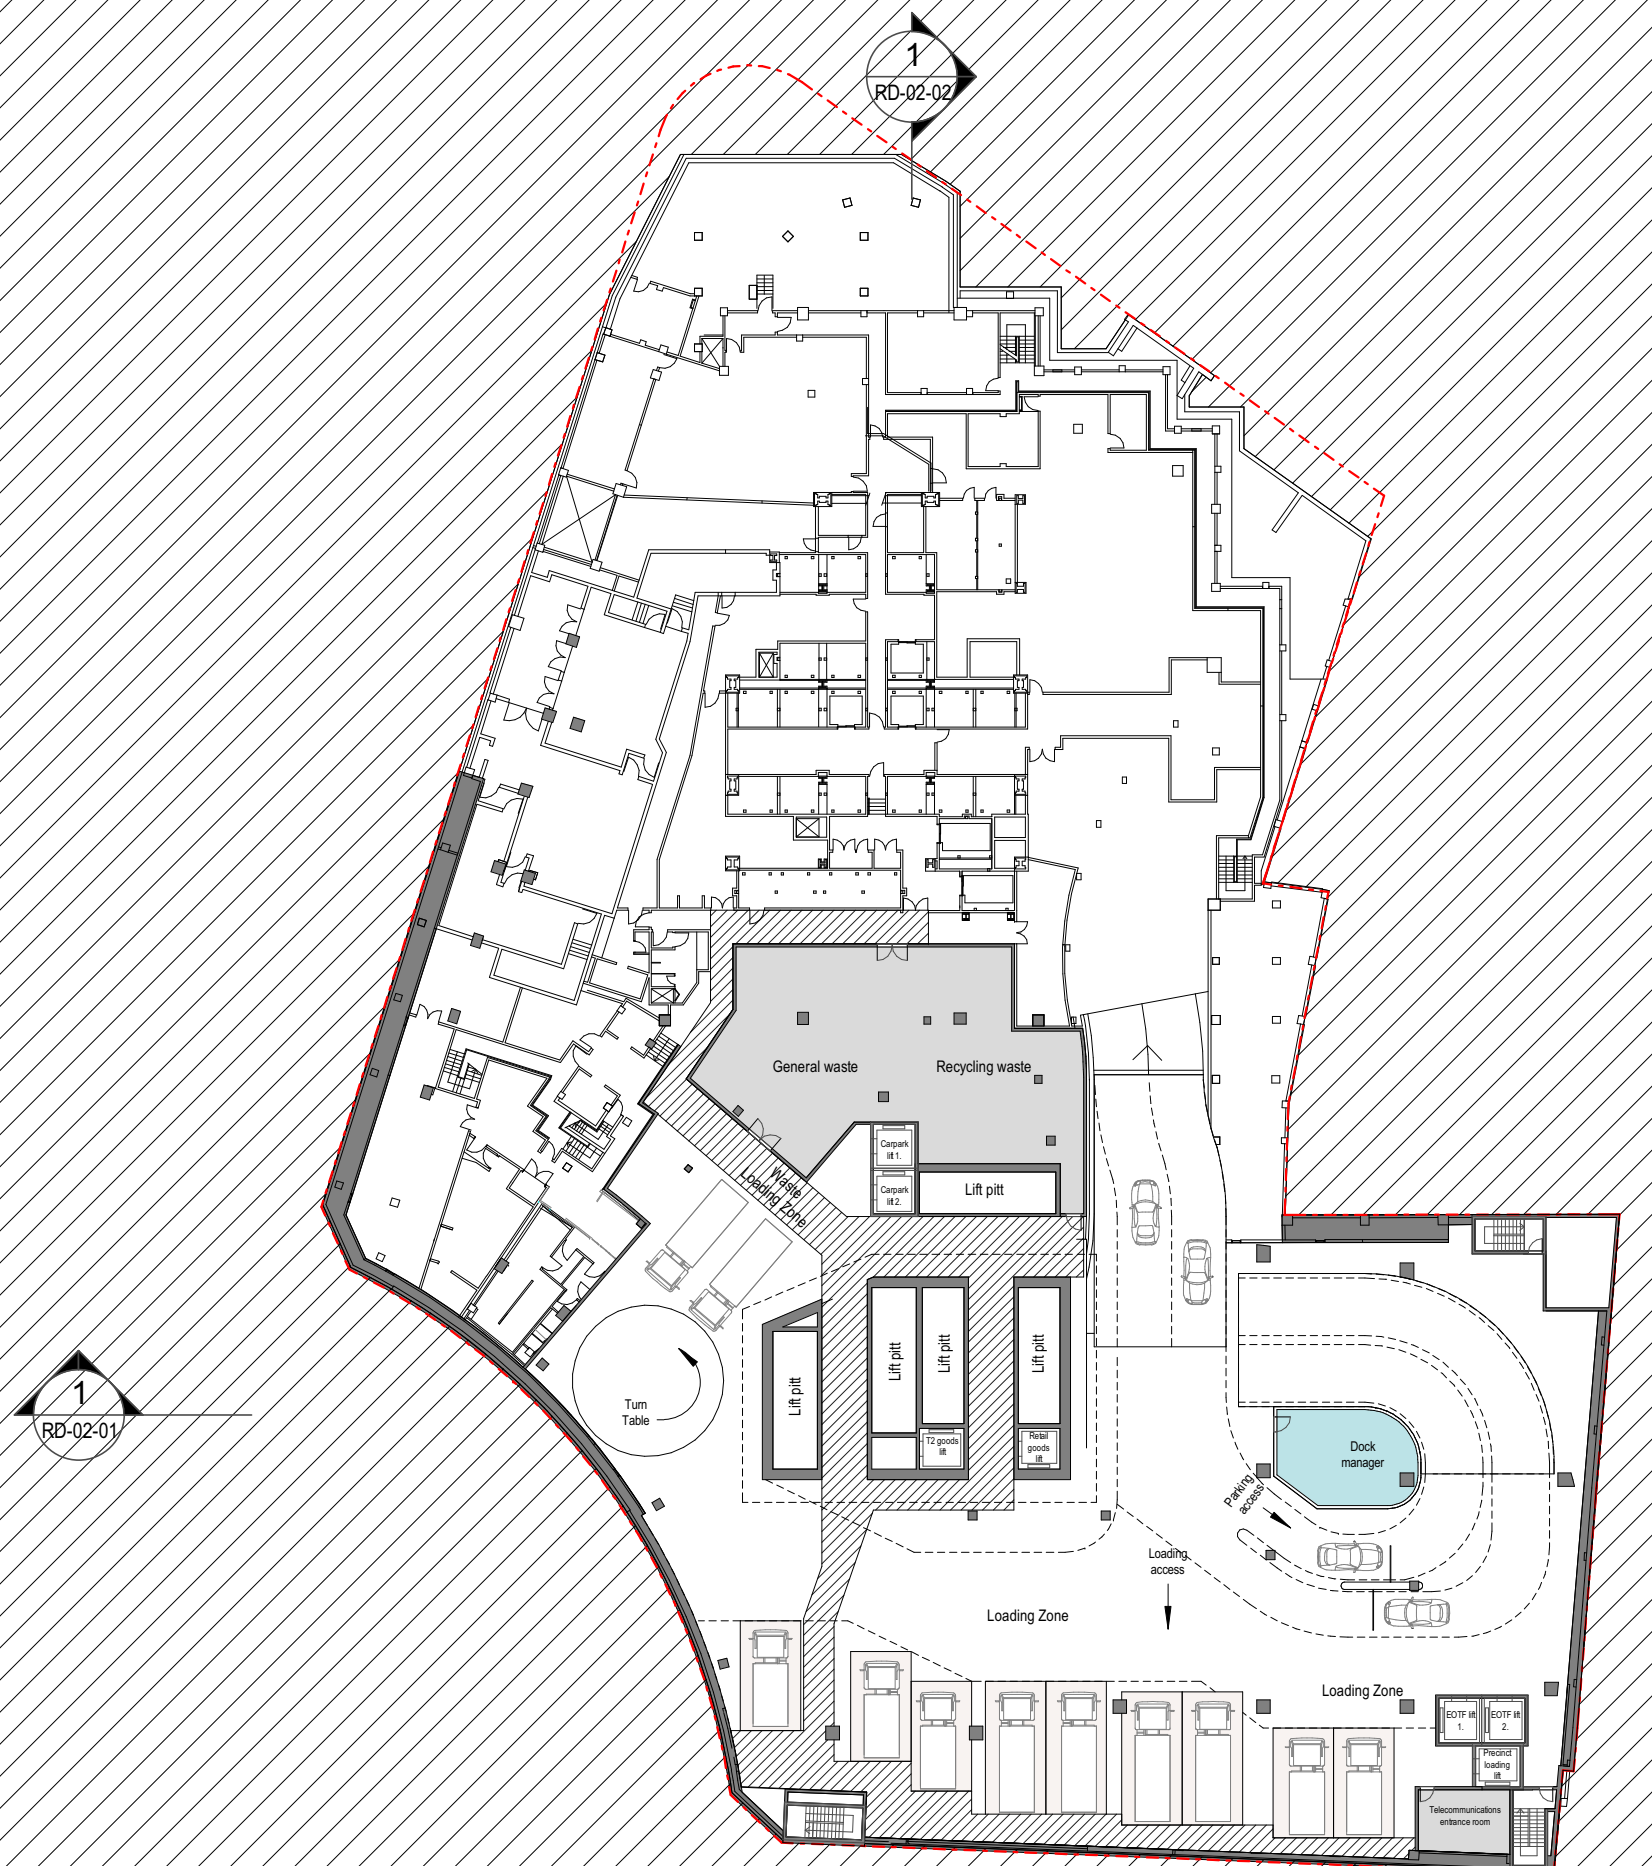 1
RD-02-02
General waste
Recycling waste
Carpark
lift 1.
Carpark
lift 2.
Lift pitt
Waste
Loading Zone
Lift pitt
Lift pitt
Lift pitt
Lift pitt
Turn
Table
T2 goods
lift
Retail
goods
lift
1
RD-02-01
Dock
manager
Parking
access
Loading
access
Loading Zone
Loading Zone
EOTF lift
1.
EOTF lift
2.
Precinct
loading
lift
Telecommunications
entrance room